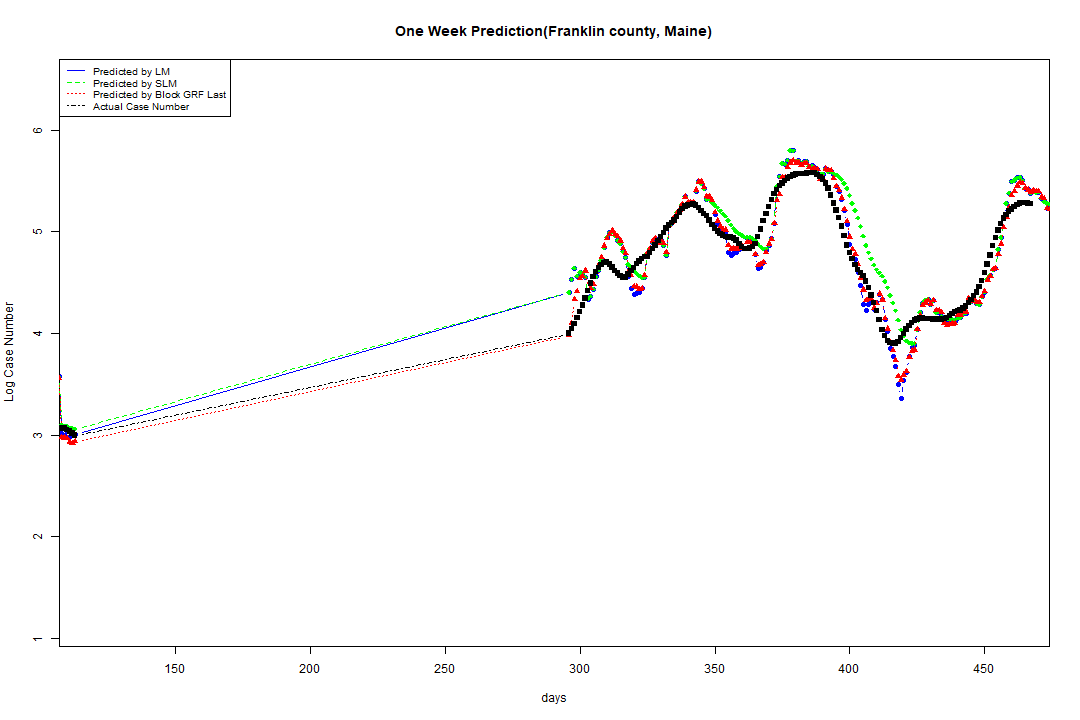 One Week Prediction(Franklin county, Maine)
Predicted by LM
Predicted by SLM
Predicted by Block GRF Last
Actual Case Number
Log Case Number
6
5
4
3
2
1
150 200 250 300 350 400 450
days